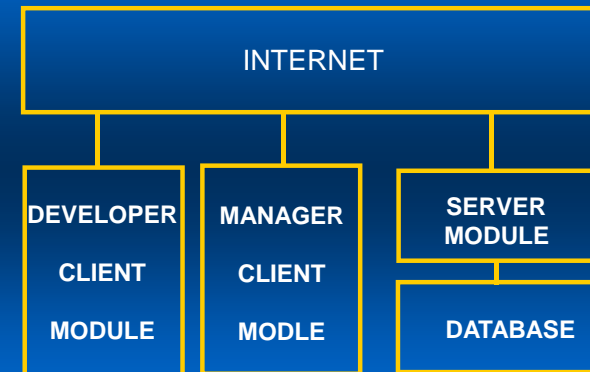 INTERNET
DEVELOPER
CLIENT
MODULE
MANAGER
CLIENT
MODLE
SERVER
MODULE
DATABASE